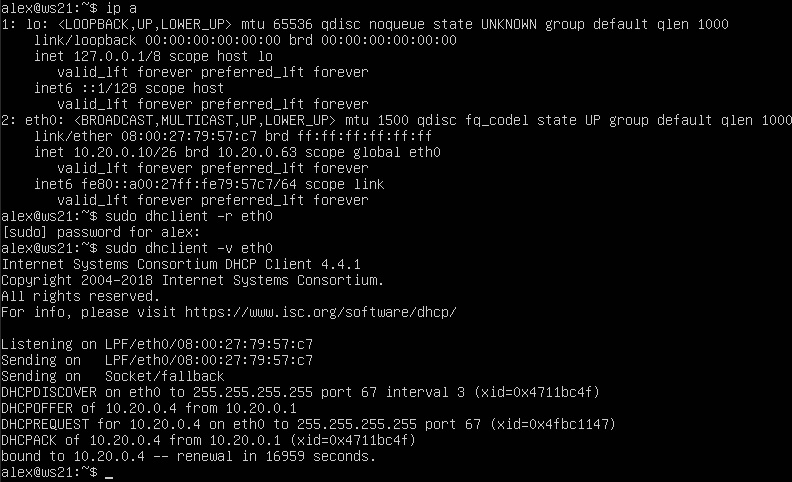 alex@ws21:~$ ip a
1: lo: <LOOPBACK,UP,LOWER_UP> mtu 65536 qdisc noqueue state UNKNOWN group default qlen 1000
    link/loopback 00:00:00:00:00:00 brd 00:00:00:00:00:00
    inet 127.0.0.1/8 scope host lo
       valid_lft forever preferred_lft forever
    inet6 ::1/128 scope host
       valid_lft forever preferred_lft forever
2: eth0: <BROADCAST,MULTICAST,UP,LOWER_UP> mtu 1500 qdisc fq_codel state UP group default qlen 1000
    link/ether 08:00:27:79:57:c7 brd ff:ff:ff:ff:ff:ff
    inet 10.20.0.10/26 brd 10.20.0.63 scope global eth0
       valid_lft forever preferred_lft forever
    inet6 fe80::a00:27ff:fe79:57c7/64 scope link
       valid_lft forever preferred_lft forever
alex@ws21:~$ sudo dhclient -r eth0
[sudo] password for alex:
alex@ws21:~$ sudo dhclient -v eth0
Internet Systems Consortium DHCP Client 4.4.1
Copyright 2004-2018 Internet Systems Consortium.
All rights reserved.
For info, please visit https://www.isc.org/software/dhcp/

Listening on LPF/eth0/08:00:27:79:57:c7
Sending on   LPF/eth0/08:00:27:79:57:c7
Sending on   Socket/fallback
DHCPDISCOVER on eth0 to 255.255.255.255 port 67 interval 3 (xid=0x4711bc4f)
DHCPOFFER of 10.20.0.4 from 10.20.0.1
DHCPREQUEST for 10.20.0.4 on eth0 to 255.255.255.255 port 67 (xid=0x4fbc1147)
DHCPACK of 10.20.0.4 from 10.20.0.1 (xid=0x4711bc4f)
bound to 10.20.0.4 -- renewal in 16959 seconds.
alex@ws21:~$ _